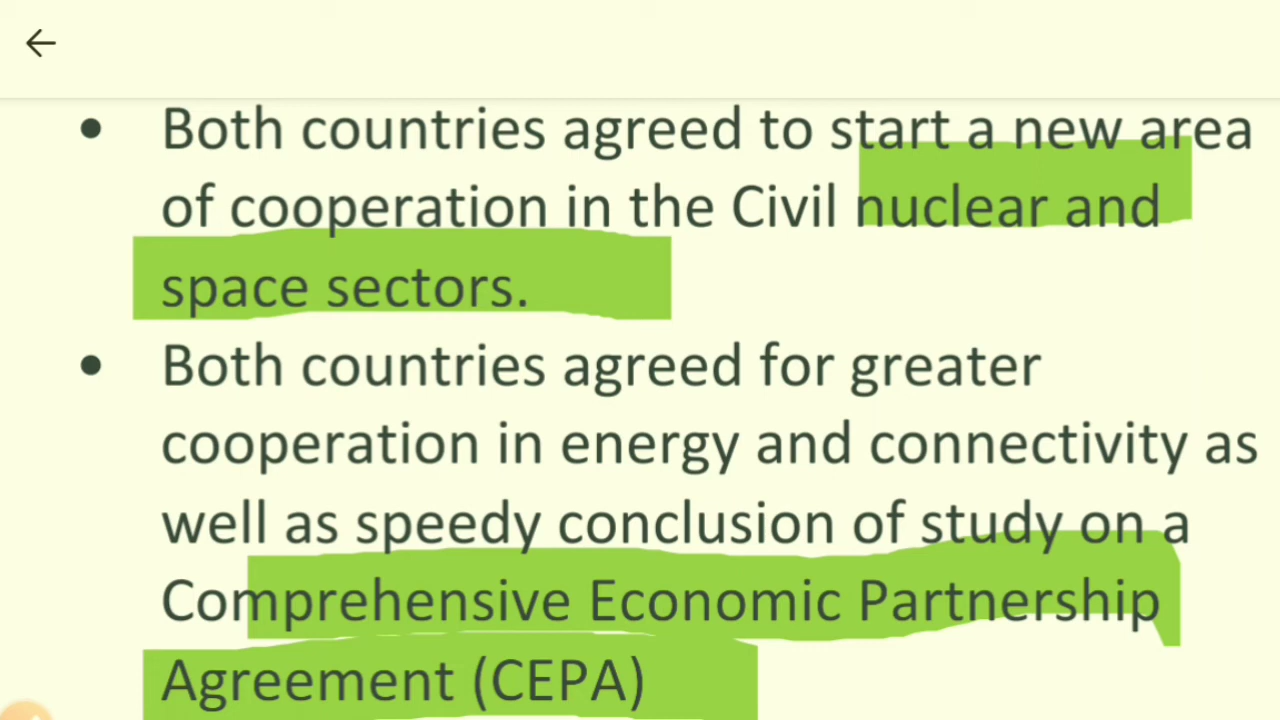 • Both countries agreed to start a new area
of cooperation in the Civil nuclear and
space sectors.
• Both countries agreed for greater
cooperation in energy and connectivity as
well as speedy conclusion of study on a
Comprehensive Economic Partnership
Agreement (CEPA)